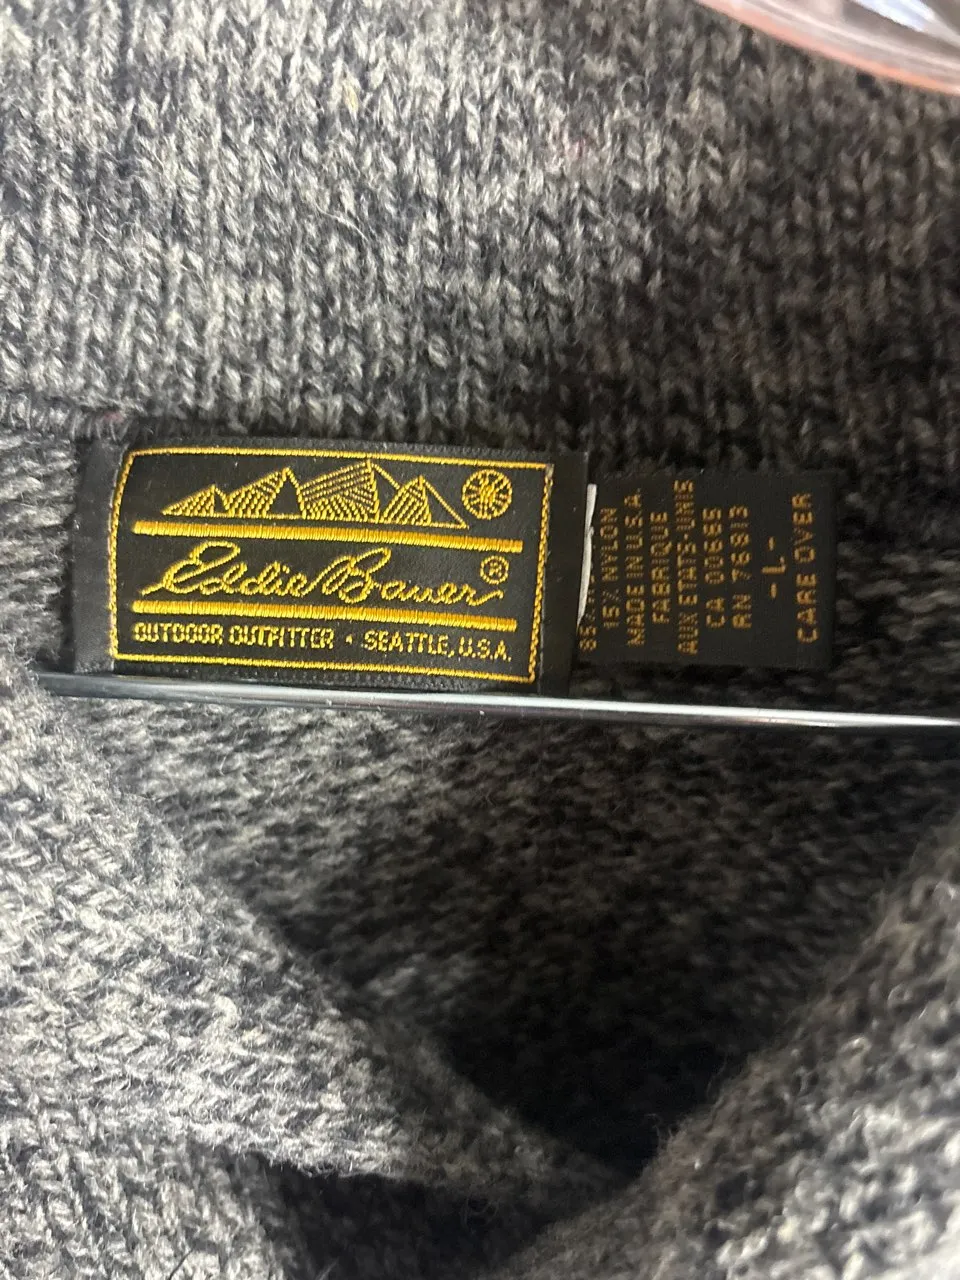 Eddie Bauer®
OUTDOOR OUTFITTER • SEATTLE, U.S.A.
15% NYLON
MADE IN U.S.A.
FABRIQUE
AUX ETATS-UNIS
CA 00665
RN 76813
-L-
CARE OVER